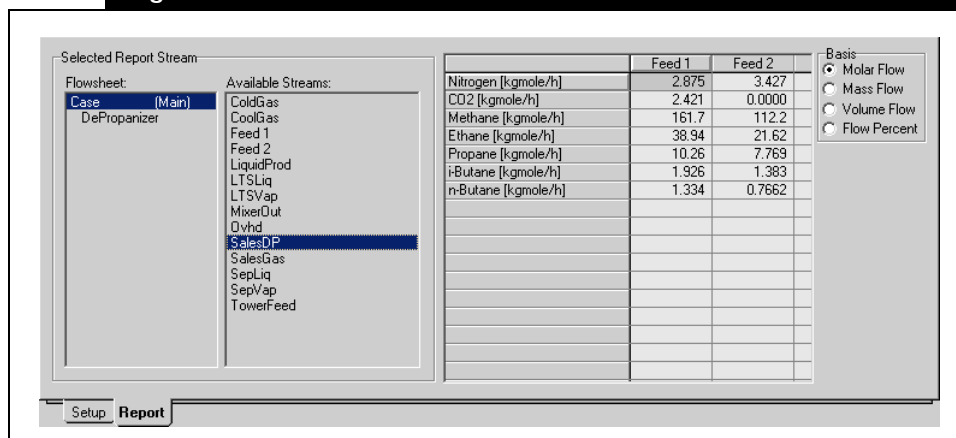 Selected Report Stream
Flowsheet:
Case (Main)
DePropanizer
Available Streams:
ColdGas
CoolGas
Feed 1
Feed 2
LiquidProd
LTSLiq
LTSVap
MixerOut
Ovhd
SalesDP
SalesGas
SepLiq
SepVap
TowerFeed
Feed 1 Feed 2
Nitrogen [kgmole/h] 2.875 3.427
CO2 [kgmole/h] 2.421 0.0000
Methane [kgmole/h] 161.7 112.2
Ethane [kgmole/h] 38.94 21.62
Propane [kgmole/h] 10.26 7.769
i-Butane [kgmole/h] 1.926 1.383
n-Butane [kgmole/h] 1.334 0.7662
Basis
Molar Flow
Mass Flow
Volume Flow
Flow Percent
Setup Report